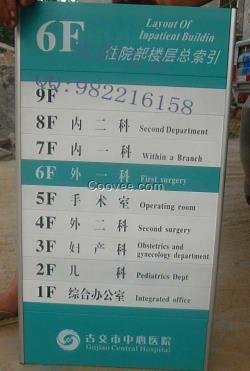 Layout Of
Inpatient Buildin
6F 住院部楼层总索引
QQ:982216158
9F
8F 内二科 Second Department
7F 内一科 Within a Branch
6F 外一科 First surgery
Coovee.com
5F 手术室 Operating room
4F 外二科 Second surgery
3F 妇产科 Obstetrics and
gynecology department
2F 儿科 Pediatrics Dept
1F 综合办公室 Integrated office
古交市中心医院
Gujiao Central Hospital